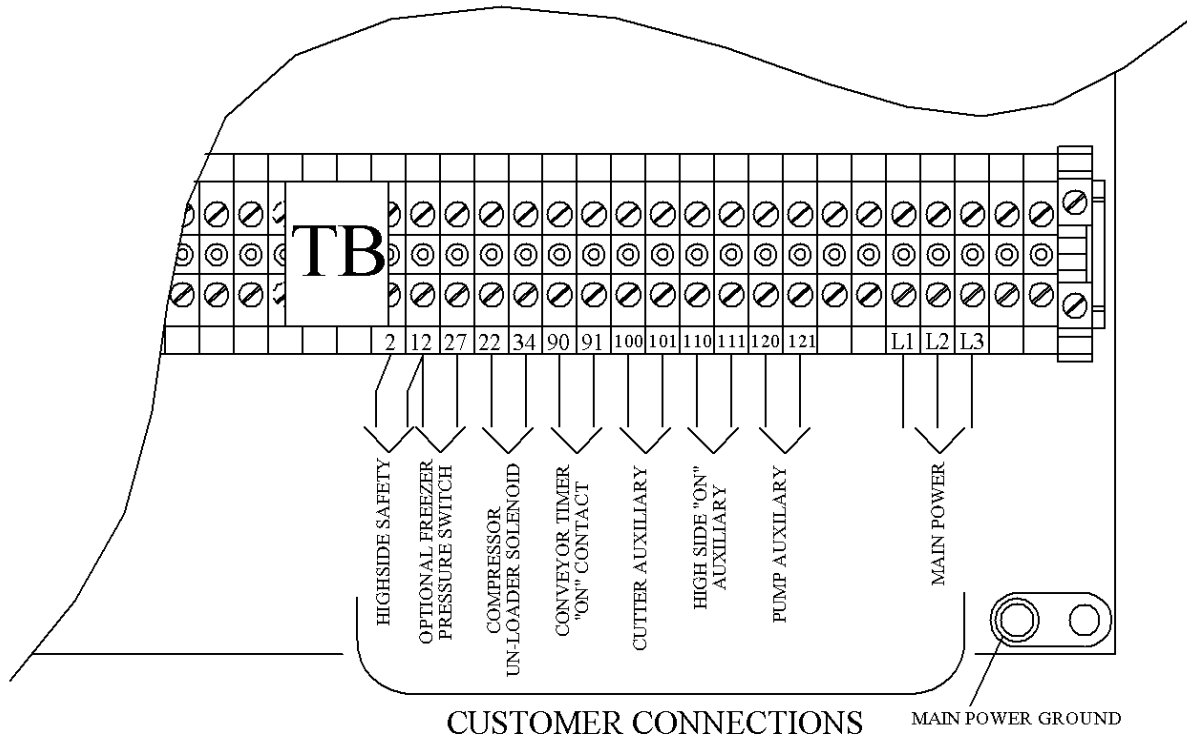 TB
2 12 27 22 34 90 91 100 101 110 111 120 121 L1 L2 L3
HIGHSIDE SAFETY
OPTIONAL FREEZER
PRESSURE SWITCH
COMPRESSOR
UN-LOADER SOLENOID
CONVEYOR TIMER
"ON" CONTACT
CUTTER AUXILIARY
HIGH SIDE "ON"
AUXILIARY
PUMP AUXILARY
MAIN POWER
CUSTOMER CONNECTIONS
MAIN POWER GROUND